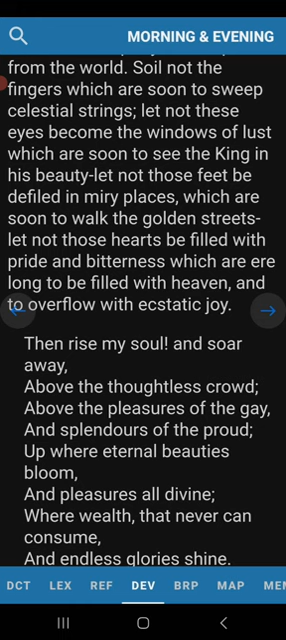 MORNING & EVENING
from the world. Soil not the
fingers which are soon to sweep
celestial strings; let not these
eyes become the windows of lust
which are soon to see the King in
his beauty-let not those feet be
defiled in miry places, which are
soon to walk the golden streets-
let not those hearts be filled with
pride and bitterness which are ere
long to be filled with heaven, and
to overflow with ecstatic joy.
Then rise my soul! and soar
away,
Above the thoughtless crowd;
Above the pleasures of the gay,
And splendours of the proud;
Up where eternal beauties
bloom,
And pleasures all divine;
Where wealth, that never can
consume,
And endless glories shine.
DCT LEX REF DEV BRP MAP MEM